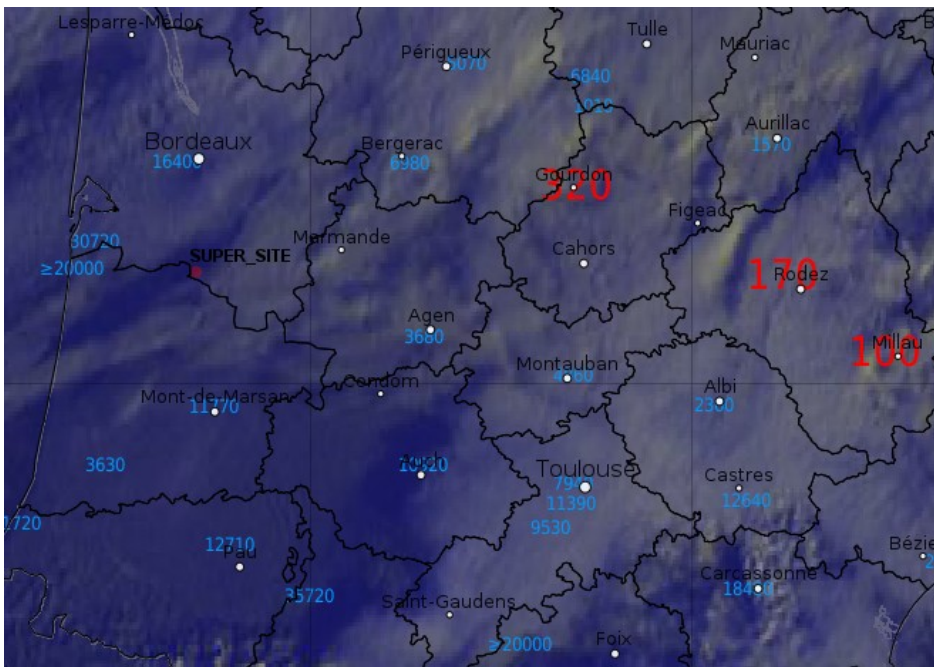 Lesparre-Médoc
Tulle
Périgueux
Mauriac
6840
1010
Bordeaux
16400
Bergerac
6980
Aurillac
1570
Gourdon
320
Figeac
30720
Marmande
≥20000
SUPER_SITE
Cahors
170
Rodez
Agen
3680
Millau
100
Montauban
Condom
Albi
Mont-de-Marsan
11770
3630
Toulouse
11390
Castres
12640
9530
12710
Pau
Carcassonne
35720
Saint-Gaudens
≥20000
Foix